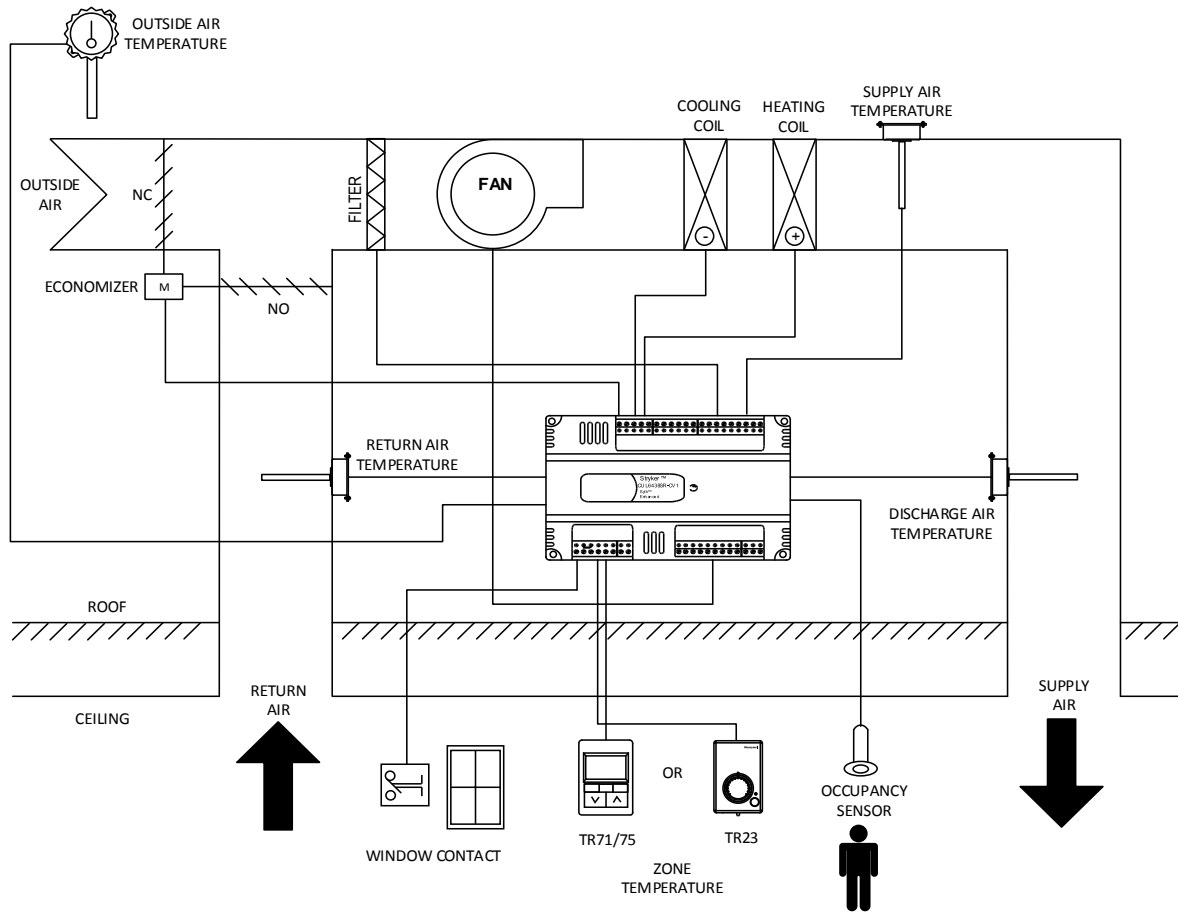 OUTSIDE AIR
TEMPERATURE
COOLING
COIL
HEATING
COIL
SUPPLY AIR
TEMPERATURE
OUTSIDE
AIR
NC
FILTER
FAN
-
+
ECONOMIZER
M
NO
RETURN AIR
TEMPERATURE
Stryker™
DISCHARGE AIR
TEMPERATURE
ROOF
CEILING
RETURN
AIR
SUPPLY
AIR
OR
OCCUPANCY
SENSOR
TR71/75
TR23
WINDOW CONTACT
ZONE
TEMPERATURE